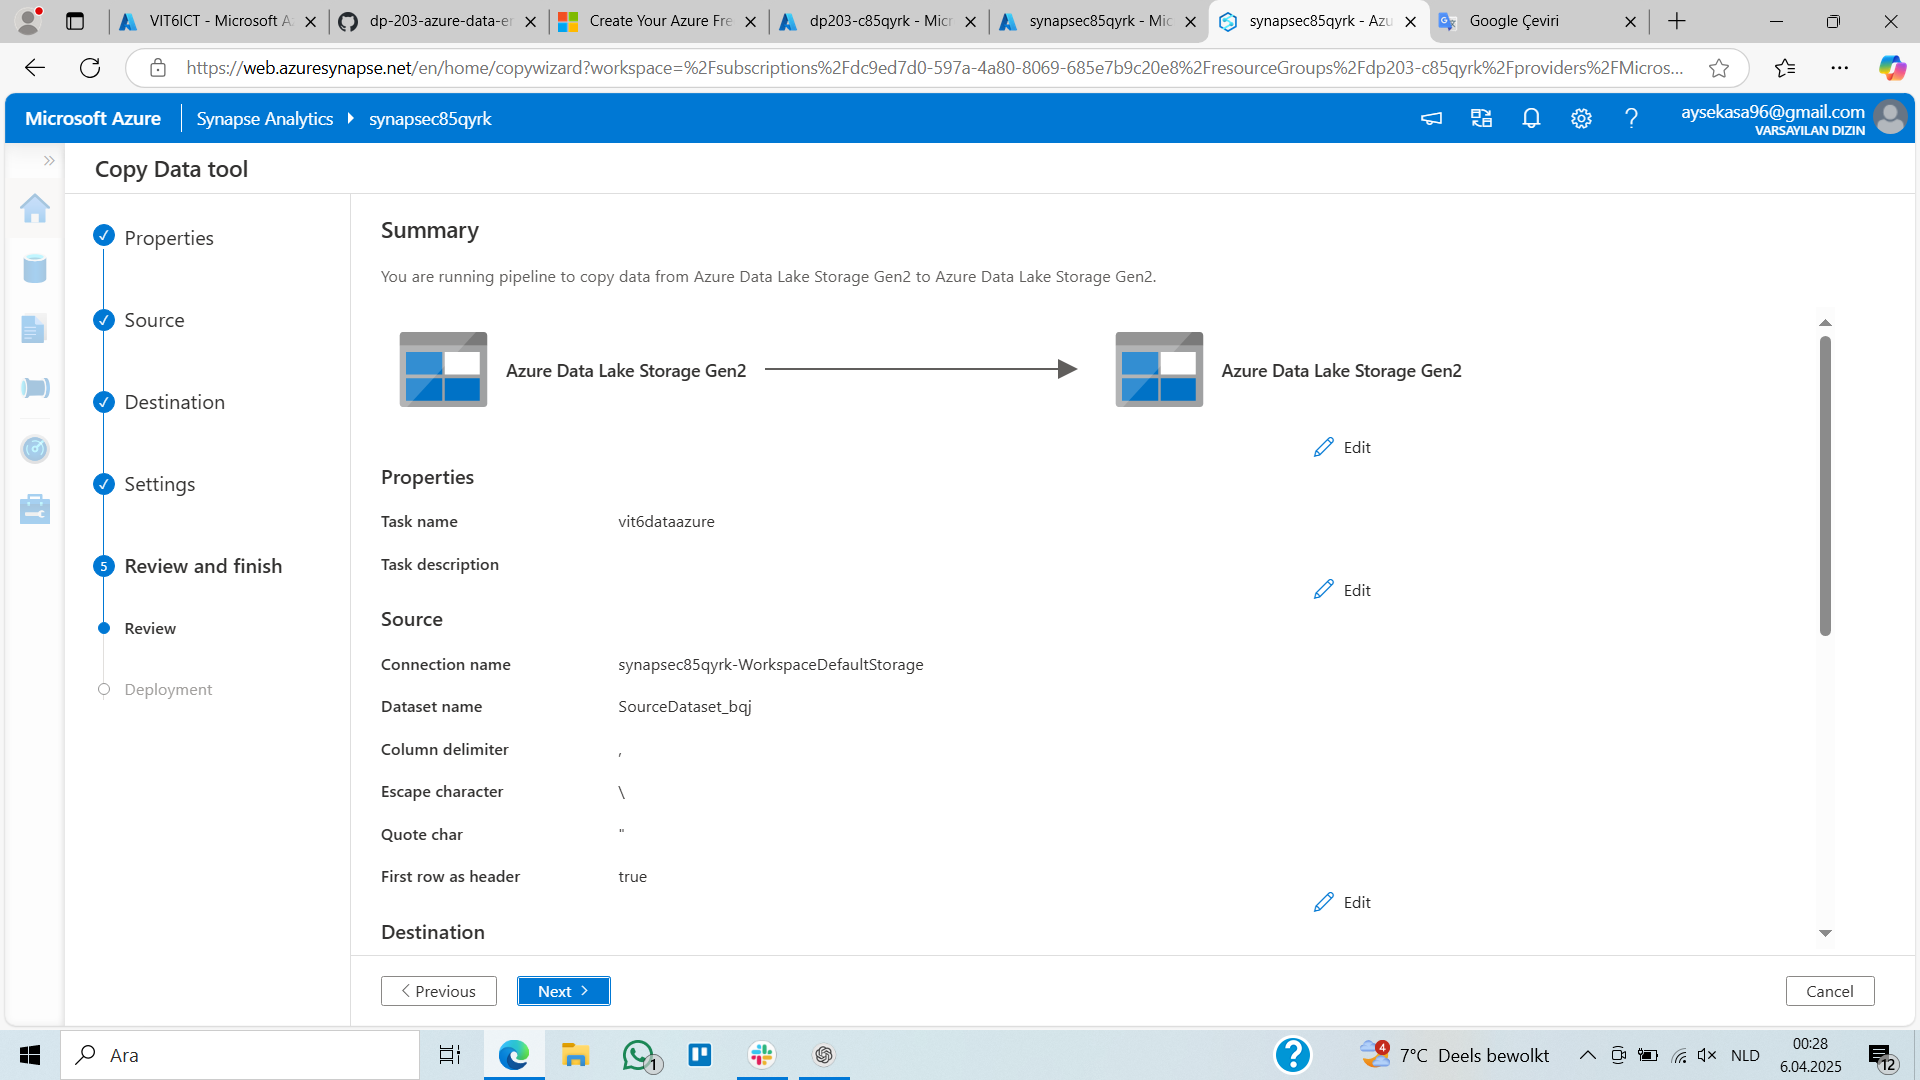 VIT6ICT - Microsoft A
dp-203-azure-data-er
Create Your Azure Fre
dp203-c85qyrk - Micr
synapsec85qyrk - Mic
synapsec85qyrk - Azu
Google Çeviri
https://web.azuresynapse.net/en/home/copywizard?workspace=%2Fsubscriptions%2Fdc9ed7d0-597a-4a80-8069-685e7b9c20e8%2FresourceGroups%2Fdp203-c85qyrk%2Fproviders%2FMicros...
Microsoft Azure
Synapse Analytics
synapsec85qyrk
aysekasa96@gmail.com
VARSAYILAN DIZIN
Copy Data tool
Properties
Source
Destination
Settings
5
Review and finish
Review
Deployment
Summary
You are running pipeline to copy data from Azure Data Lake Storage Gen2 to Azure Data Lake Storage Gen2.
Azure Data Lake Storage Gen2
Azure Data Lake Storage Gen2
Edit
Properties
Task name vit6dataazure
Task description
Edit
Source
Connection name synapsec85qyrk-WorkspaceDefaultStorage
Dataset name SourceDataset_bqj
Column delimiter ,
Escape character \
Quote char "
First row as header true
Edit
Destination
Previous
Next
Cancel
Ara
1
4
7°C Deels bewolkt
NLD
00:28
6.04.2025
12